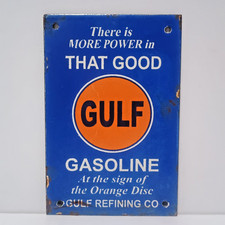 There is
MORE POWER in
THAT GOOD
GULF
GASOLINE
At the sign of
the Orange Disc
GULF REFINING CO